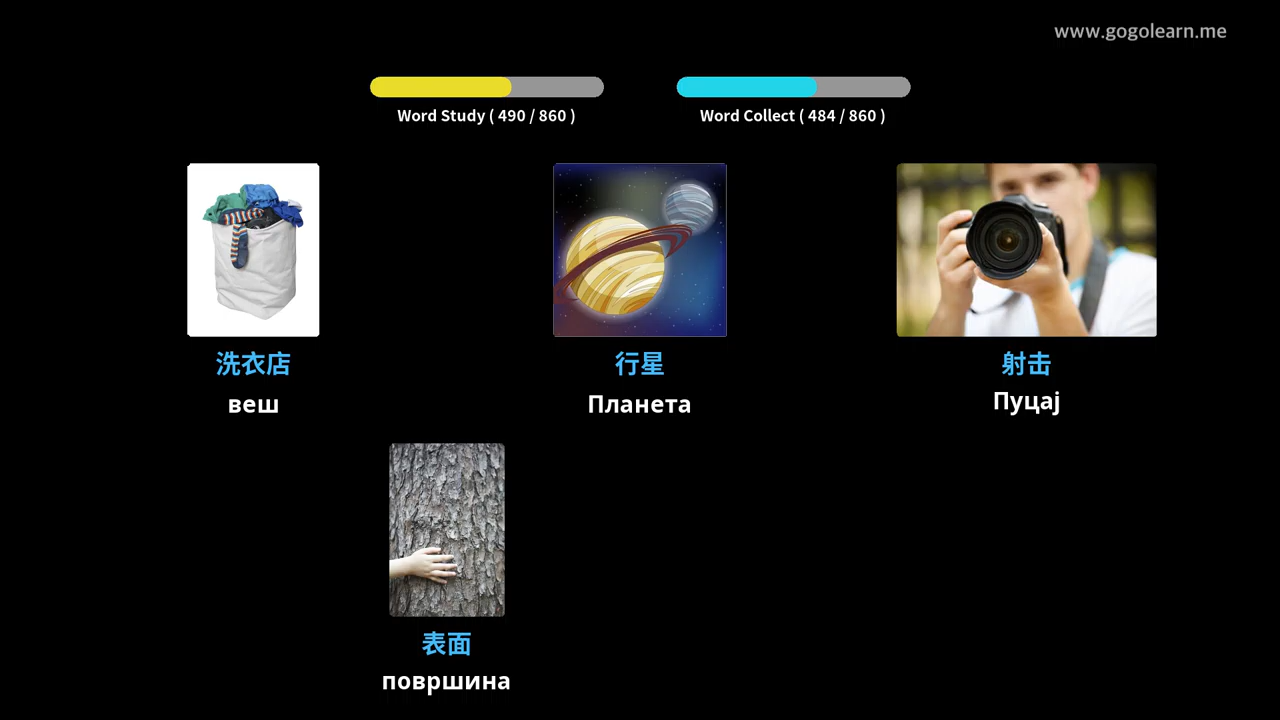 www.gogolearn.me
Word Study ( 490 / 860 )
Word Collect ( 484 / 860 )
洗衣店
веш
行星
Планета
射击
Пуцај
表面
површина